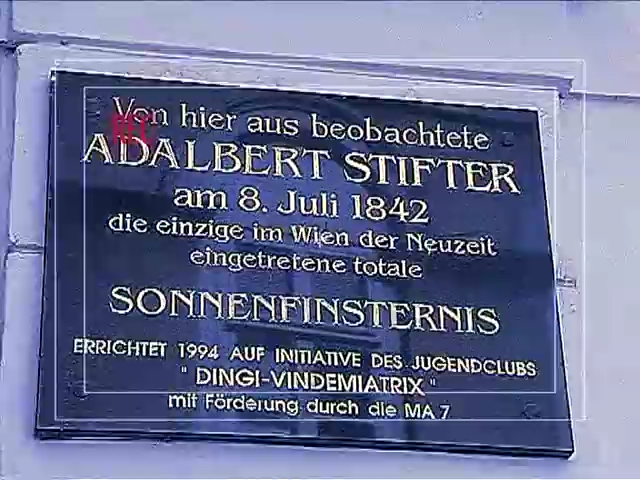 Von hier aus beobachtete
REC
ADALBERT STIFTER
am 8. Juli 1842
die einzige im Wien der Neuzeit
eingetretene totale
SONNENFINSTERNIS
ERRICHTET 1994 AUF INITIATIVE DES JUGENDCLUBS
" DINGI-VINDEMIATRIX "
mit Förderung durch die MA 7